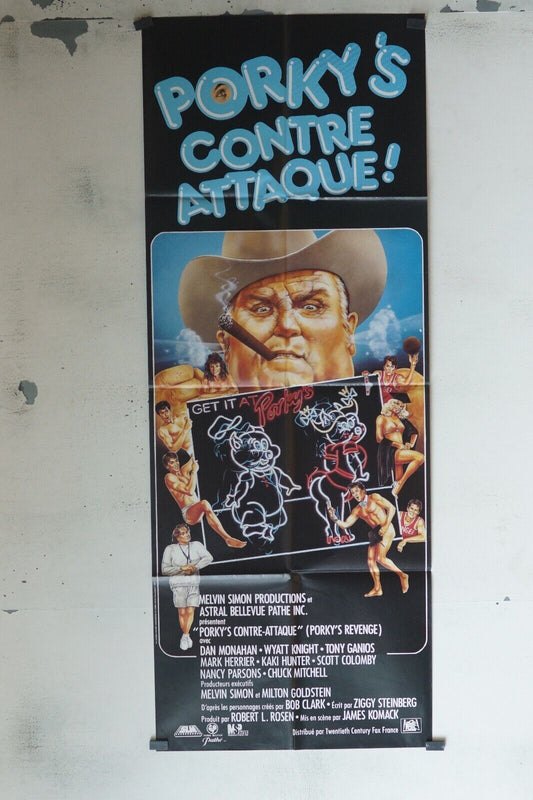 PORKY'S
CONTRE
ATTAQUE!
GET IT AT Porky's
MELVIN SIMON PRODUCTIONS et
ASTRAL BELLEVUE PATHE INC.
présentent
"PORKY'S CONTRE-ATTAQUE" (PORKY'S REVENGE)
avec
DAN MONAHAN • WYATT KNIGHT • TONY GANIOS
MARK HERRIER • KAKI HUNTER • SCOTT COLOMBY
NANCY PARSONS • CHUCK MITCHELL
Producteurs exécutifs
MELVIN SIMON et MILTON GOLDSTEIN
D'après les personnages créés par BOB CLARK • Écrit par ZIGGY STEINBERG
Produit par ROBERT L. ROSEN • Mis en scène par JAMES KOMACK
Pathe
Distribué par Twentieth Century Fox France